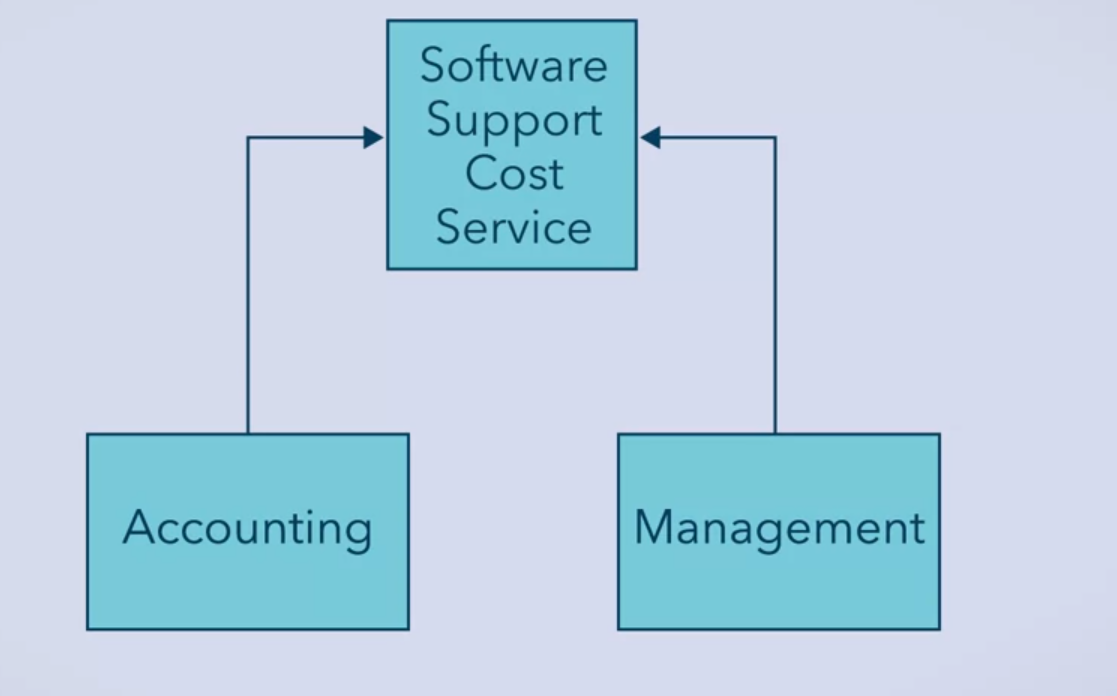 Software
Support
Cost
Service
Accounting
Management